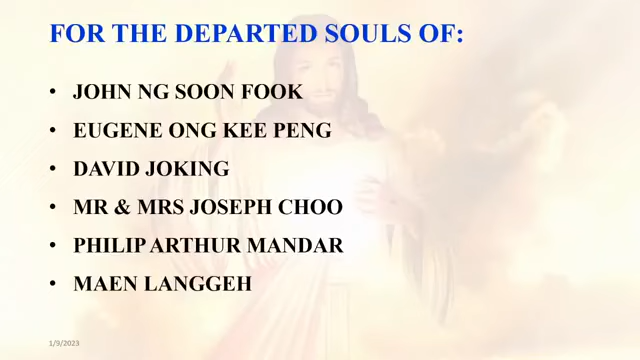 FOR THE DEPARTED SOULS OF:
• JOHN NG SOON FOOK
• EUGENE ONG KEE PENG
• DAVID JOKING
• MR & MRS JOSEPH CHOO
• PHILIP ARTHUR MANDAR
• MAEN LANGGEH
1/9/2023